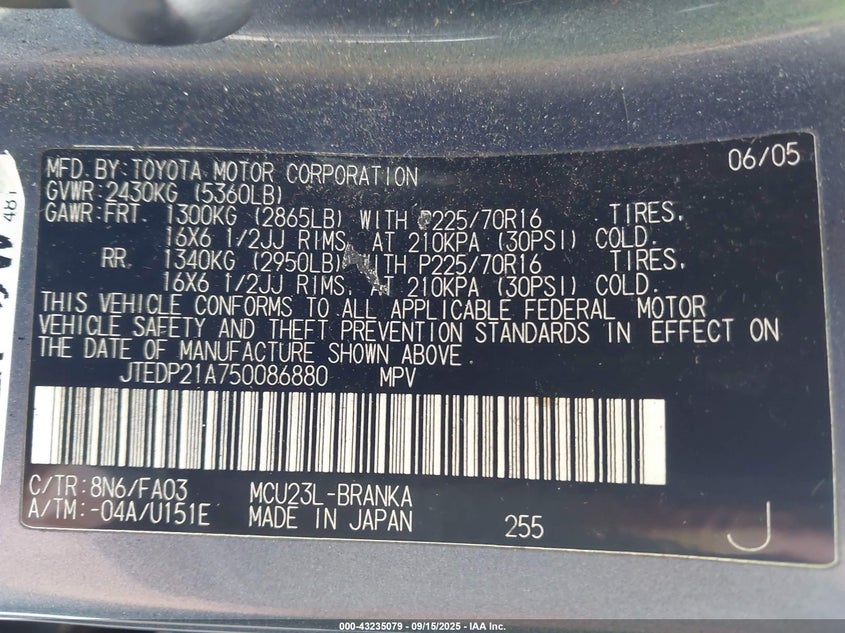 MFD. BY: TOYOTA MOTOR CORPORATION 06/05
GVWR: 2430KG (5360LB)
GAWR: FRT. 1300KG (2865LB) WITH P225/70R16 TIRES,
16X6 1/2JJ RIMS, AT 210KPA (30PSI) COLD.
RR. 1340KG (2950LB) WITH P225/70R16 TIRES,
16X6 1/2JJ RIMS, AT 210KPA (30PSI) COLD.
THIS VEHICLE CONFORMS TO ALL APPLICABLE FEDERAL MOTOR
VEHICLE SAFETY AND THEFT PREVENTION STANDARDS IN EFFECT ON
THE DATE OF MANUFACTURE SHOWN ABOVE.
JTEDP21A750086880 MPV
C/TR: 8N6/FA03 MCU23L-BRANKA
A/TM: -04A/U151E MADE IN JAPAN 255 J
481
000-43235079 - 09/15/2025 - IAA Inc.